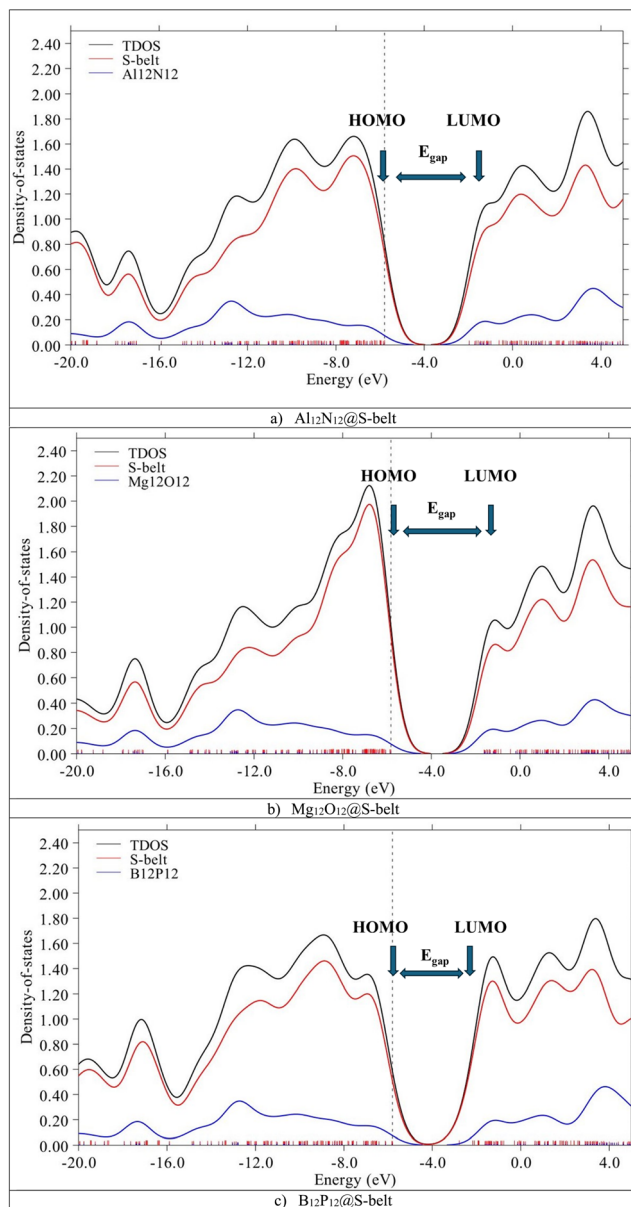 2.40
2.20
2.00
1.80
1.60
1.40
1.20
1.00
0.80
0.60
0.40
0.20
0.00
Density-of-states
TDOS
S-belt
Al12N12
HOMO LUMO
E_gap
-20.0 -16.0 -12.0 -8.0 -4.0 0.0 4.0
Energy (eV)
a) Al₁₂N₁₂@S-belt
2.40
2.20
2.00
1.80
1.60
1.40
1.20
1.00
0.80
0.60
0.40
0.20
0.00
Density-of-states
TDOS
S-belt
Mg12O12
HOMO LUMO
E_gap
-20.0 -16.0 -12.0 -8.0 -4.0 0.0 4.0
Energy (eV)
b) Mg₁₂O₁₂@S-belt
2.40
2.20
2.00
1.80
1.60
1.40
1.20
1.00
0.80
0.60
0.40
0.20
0.00
Density-of-states
TDOS
S-belt
B12P12
HOMO LUMO
E_gap
-20.0 -16.0 -12.0 -8.0 -4.0 0.0 4.0
Energy (eV)
c) B₁₂P₁₂@S-belt